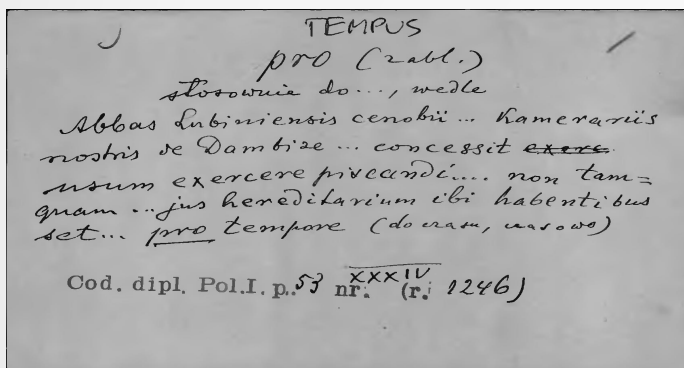 TEMPUS
pro (z abl.)
stosownie do..., wedle
Abbas Lubiniensis cenobii... Kamerariis
nostris de Dambize... concessit exerc
usum exercere piscandi.... non tam=
quam... jus hereditarium ibi habentibus
set... pro tempore (do czasu, czasowo)
Cod. dipl. Pol. I. p. 53 nr. XXXIV (r. 1246)